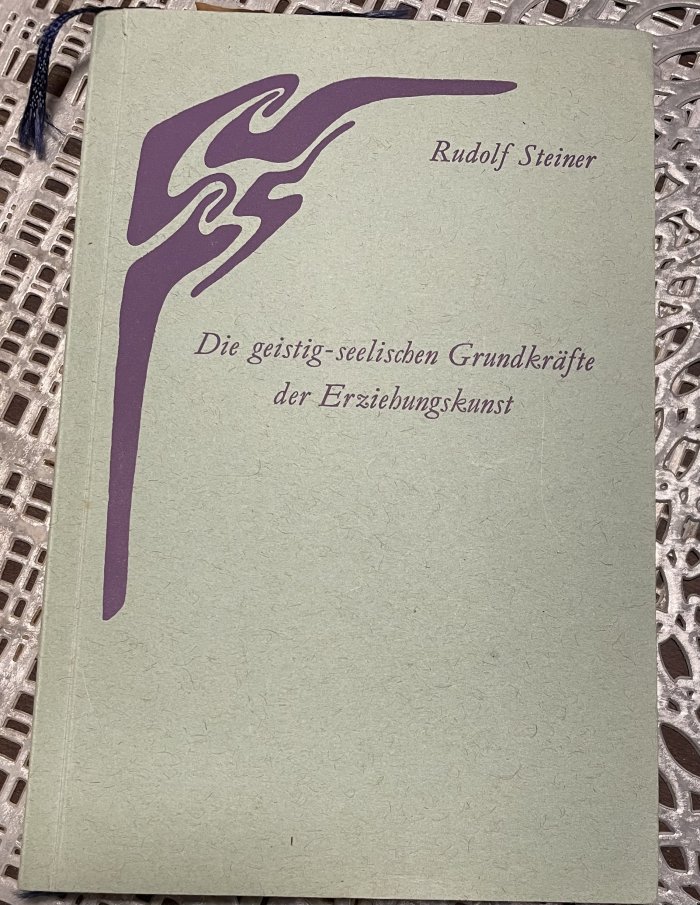 Rudolf Steiner
Die geistig-seelischen Grundkräfte
der Erziehungskunst